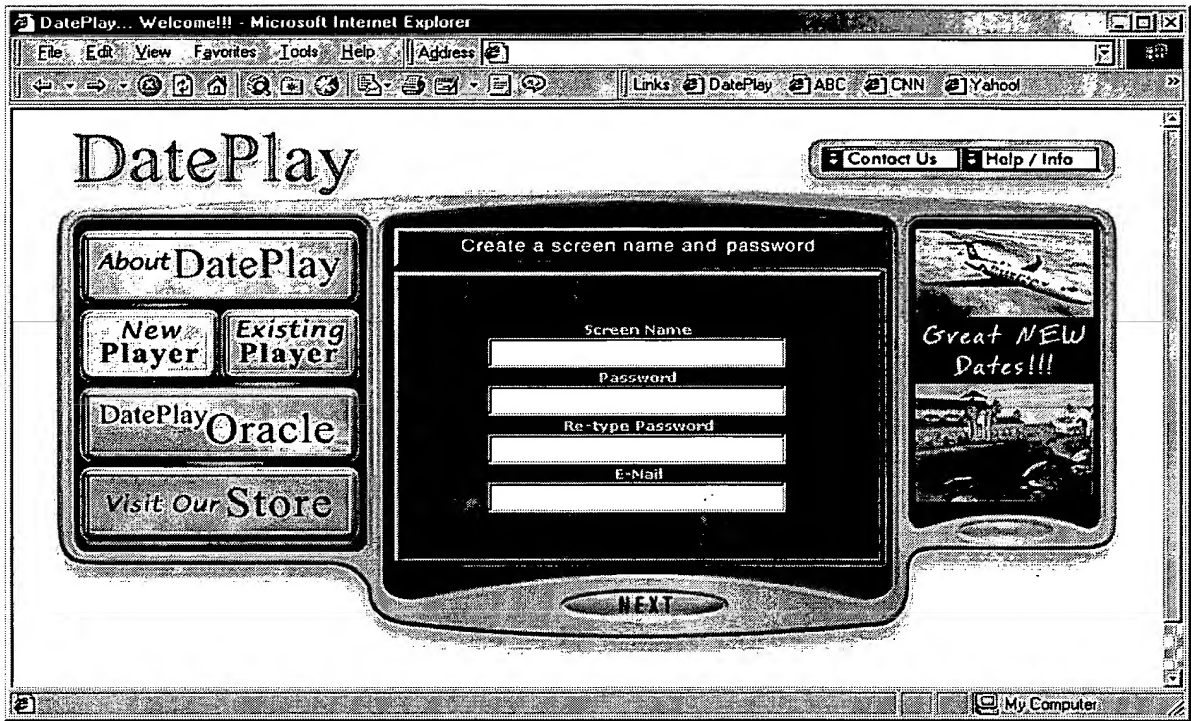 DatePlay... Welcome!!! - Microsoft Internet Explorer
File Edit View Favorites Tools Help Address
Links DatePlay ABC CNN Yahoo! »
DatePlay
Contact Us Help / Info
About DatePlay
New Player
Existing Player
DatePlay Oracle
Visit Our Store
Create a screen name and password
Screen Name
Password
Re-type Password
E-Mail
NEXT
Great NEW
Dates!!!
My Computer